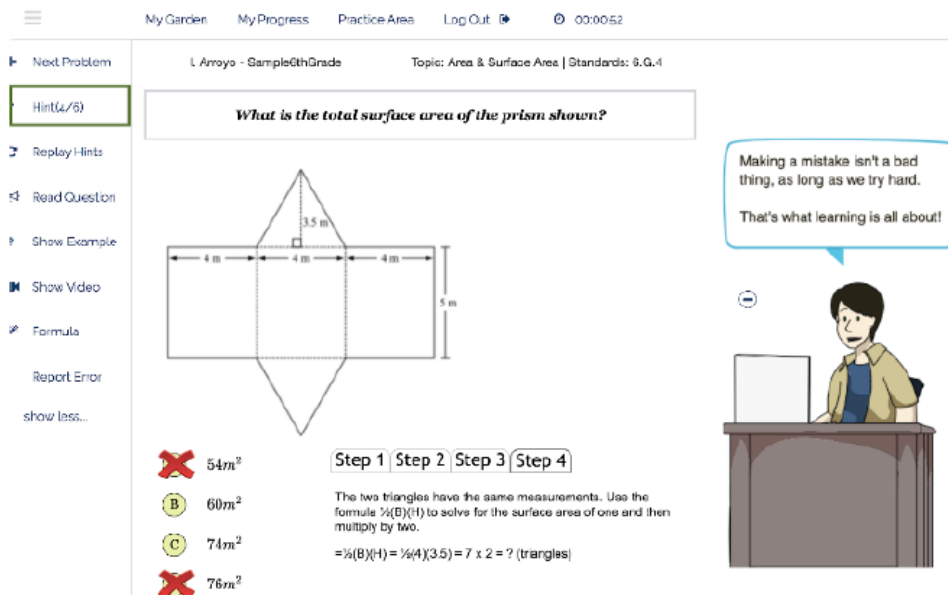 My Garden My Progress Practice Area Log Out 00:00:52
Next Problem
Hint(4/6)
Replay Hints
Read Question
Show Example
Show Video
Formula
Report Error
show less...
I. Arroyo - Sample6thGrade Topic: Area & Surface Area | Standards: 6.G.4
What is the total surface area of the prism shown?
3.5 m
4 m 4 m 4 m
5 m
54m²
B 60m²
C 74m²
76m²
Step 1 Step 2 Step 3 Step 4
The two triangles have the same measurements. Use the
formula ½(B)(H) to solve for the surface area of one and then
multiply by two.
=½(B)(H) = ½(4)(3.5) = 7 x 2 = ? (triangles)
Making a mistake isn't a bad
thing, as long as we try hard.
That's what learning is all about!